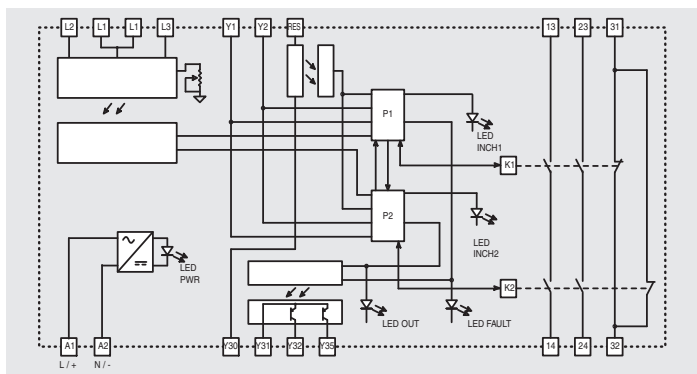 L2 L1 L1 L3 Y1 Y2 RES 13 23 31
P1
LED
INCH1
K1
P2
LED
INCH2
LED
PWR
K2
LED OUT LED FAULT
A1 A2 Y30 Y31 Y32 Y35 14 24 32
L / + N / -